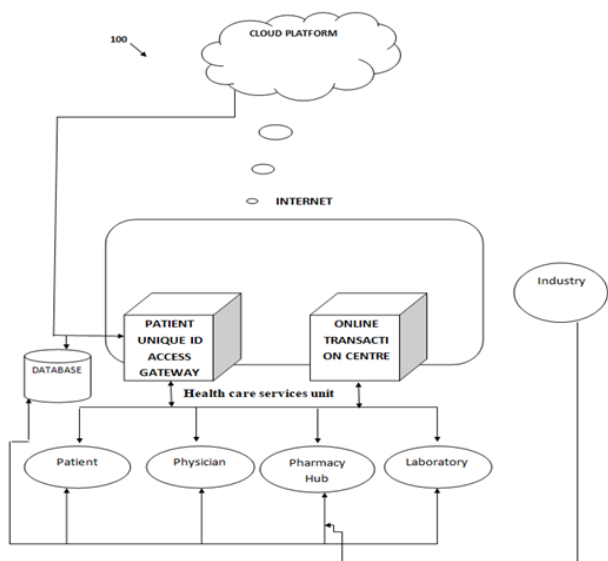 CLOUD PLATFORM
100
INTERNET
Industry
PATIENT
UNIQUE ID
ACCESS
GATEWAY
ONLINE
TRANSACTI
ON CENTRE
DATABASE
Health care services unit
Patient
Physician
Pharmacy
Hub
Laboratory